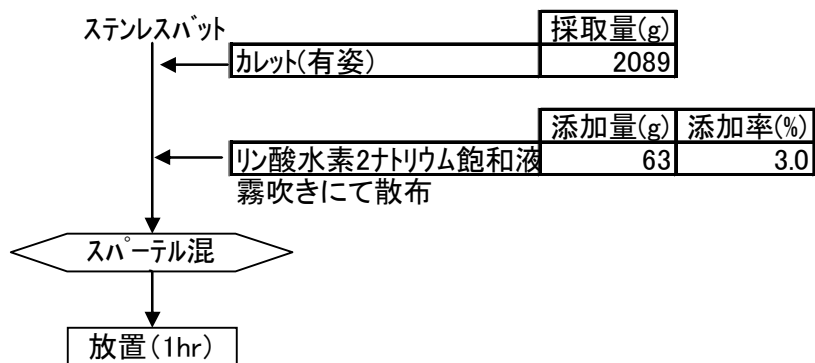 ステンレスバット
採取量(g)
カレット(有姿) 2089
添加量(g) 添加率(%)
リン酸水素2ナトリウム飽和液 63 3.0
霧吹きにて散布
スパーテル混
放置(1hr)